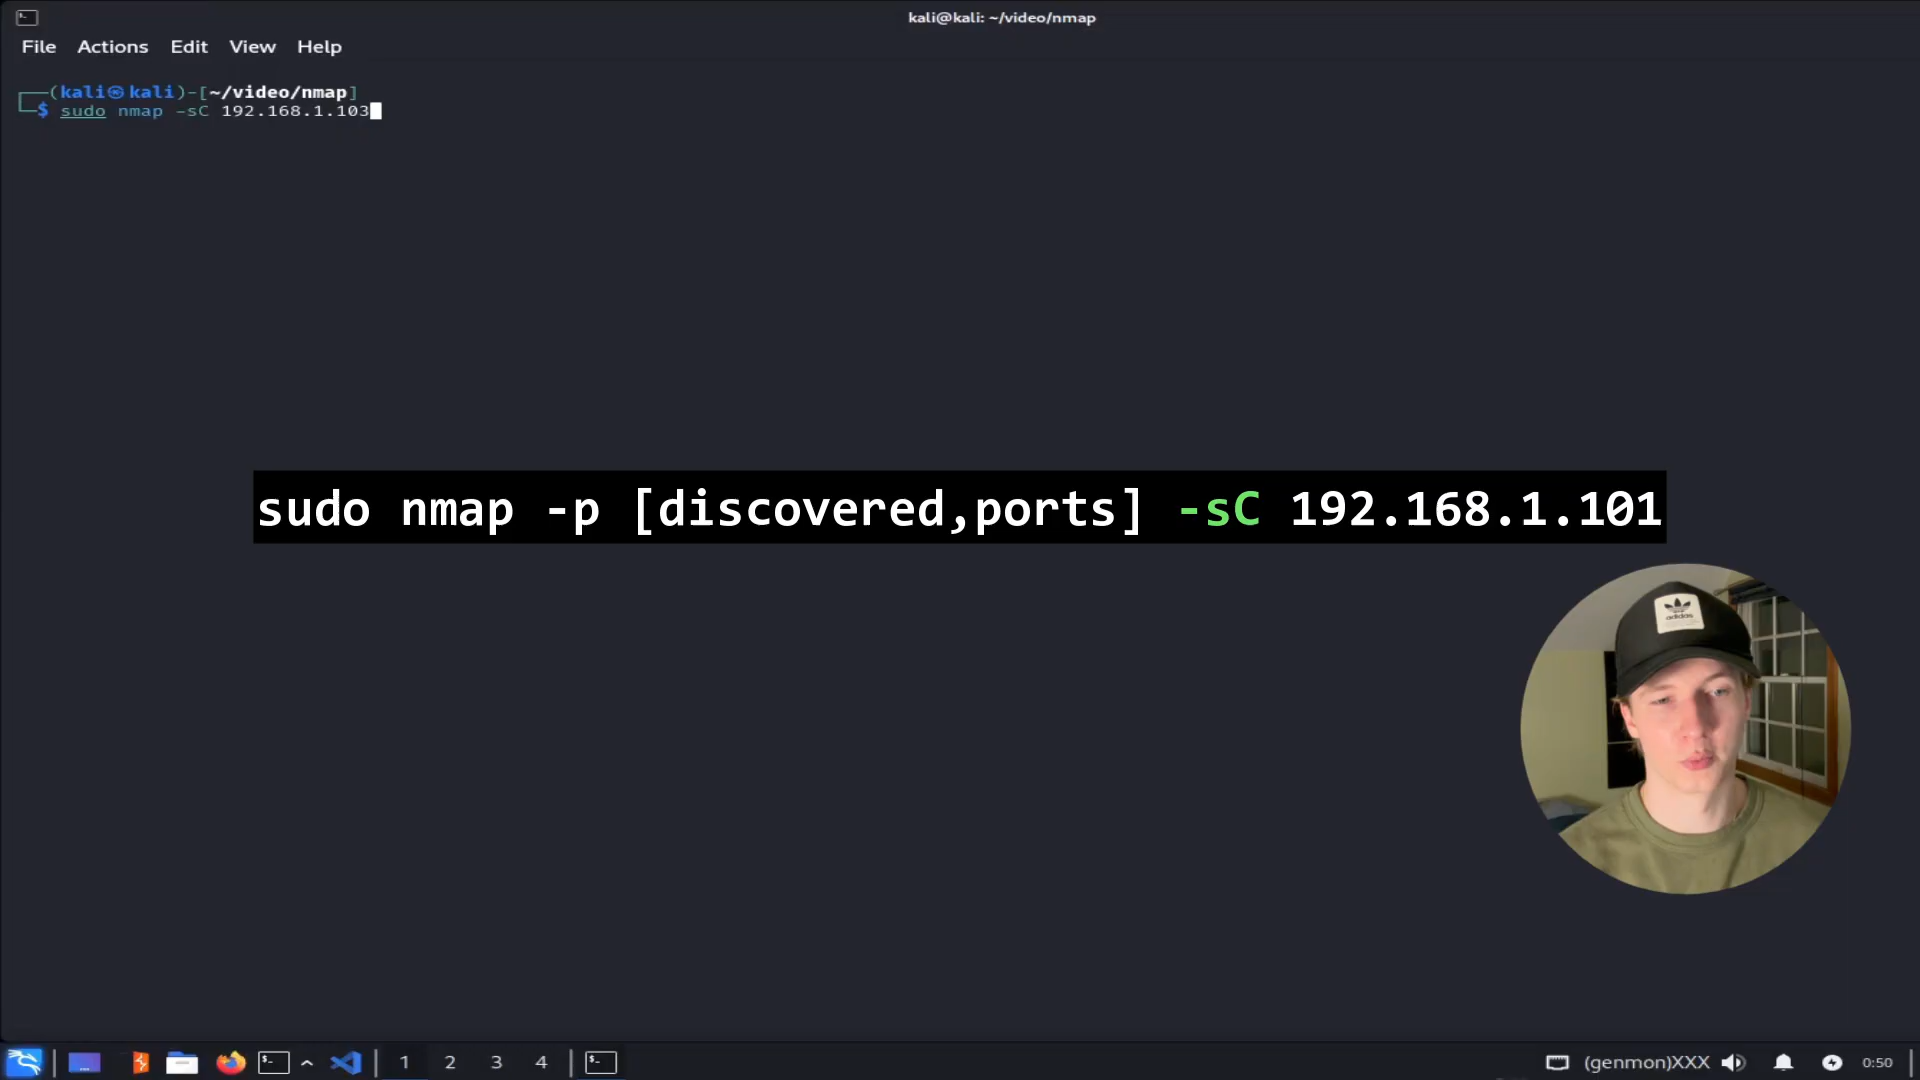 kali@kali: ~/video/nmap
File Actions Edit View Help
(kali㉿kali)-[~/video/nmap]
$ sudo nmap -sC 192.168.1.103
sudo nmap -p [discovered,ports] -sC 192.168.1.101
adidas
1 2 3 4 (genmon)XXX 0:50